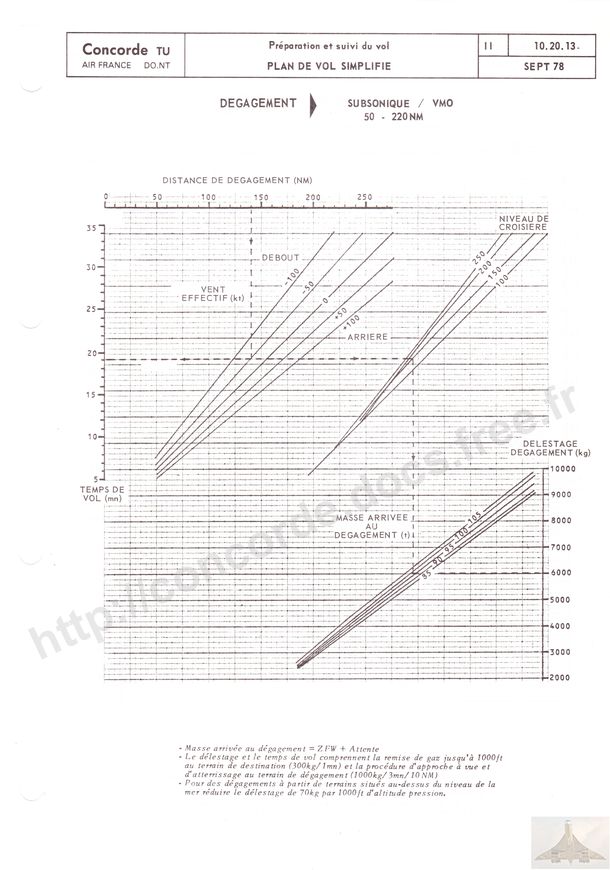 Concorde TU
AIR FRANCE DO.NT
Préparation et suivi du vol
PLAN DE VOL SIMPLIFIE
II
10.20.13-
SEPT 78
DEGAGEMENT
SUBSONIQUE / VMO
50 - 220NM
DISTANCE DE DEGAGEMENT (NM)
0 50 100 150 200 250
NIVEAU DE
CROISIERE
250
200
150
100
DEBOUT
-100
-50
0
+50
+100
VENT
EFFECTIF (kt)
ARRIERE
35
30
25
20
15
10
5
TEMPS DE
VOL (mn)
DELESTAGE
DEGAGEMENT (kg)
10000
9000
8000
7000
6000
5000
4000
3000
2000
MASSE ARRIVEE
AU
DEGAGEMENT (t)
85-90-95-100-105
http://concorde.docs.free.fr
- Masse arrivée au dégagement = ZFW + Attente
- Le délestage et le temps de vol comprennent la remise de gaz jusqu'à 1000ft
au terrain de destination (300kg/1mn) et la procédure d'approche à vue et
d'atterrissage au terrain de dégagement (1000kg/3mn/10NM)
- Pour des dégagements à partir de terrains situés au-dessus du niveau de la
mer réduire le délestage de 70kg par 1000ft d'altitude pression.